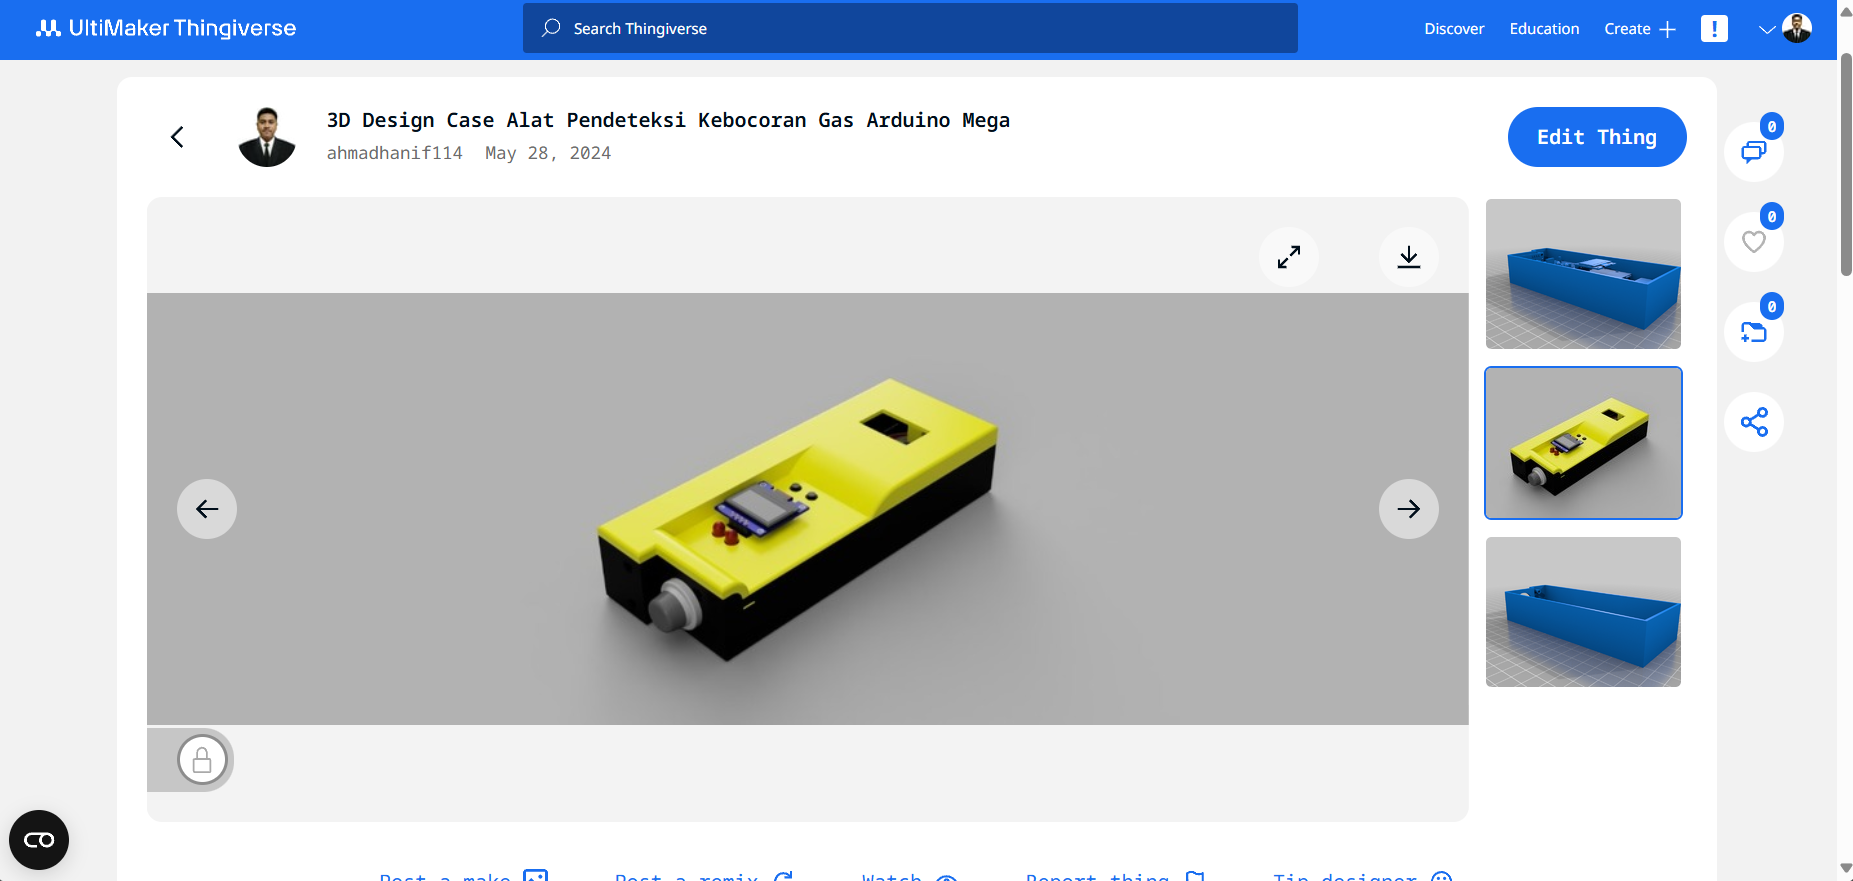 UltiMaker Thingiverse
Search Thingiverse
Discover
Education
Create
!
3D Design Case Alat Pendeteksi Kebocoran Gas Arduino Mega
ahmadhanif114 May 28, 2024
Edit Thing
0
0
0
Post a make
Post a remix
Watch
Report thing
Tip designer